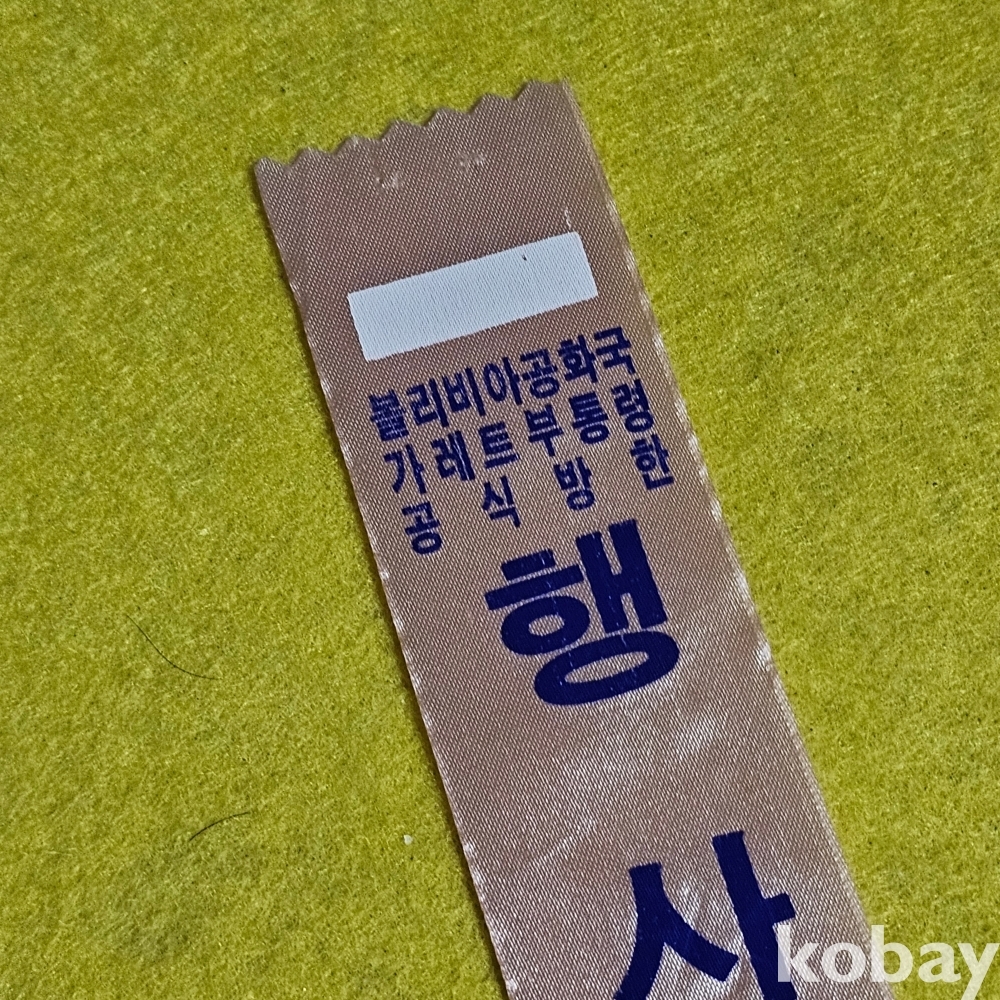 볼리비아공화국
가레트 부통령
공식 방한
행
사
kobay